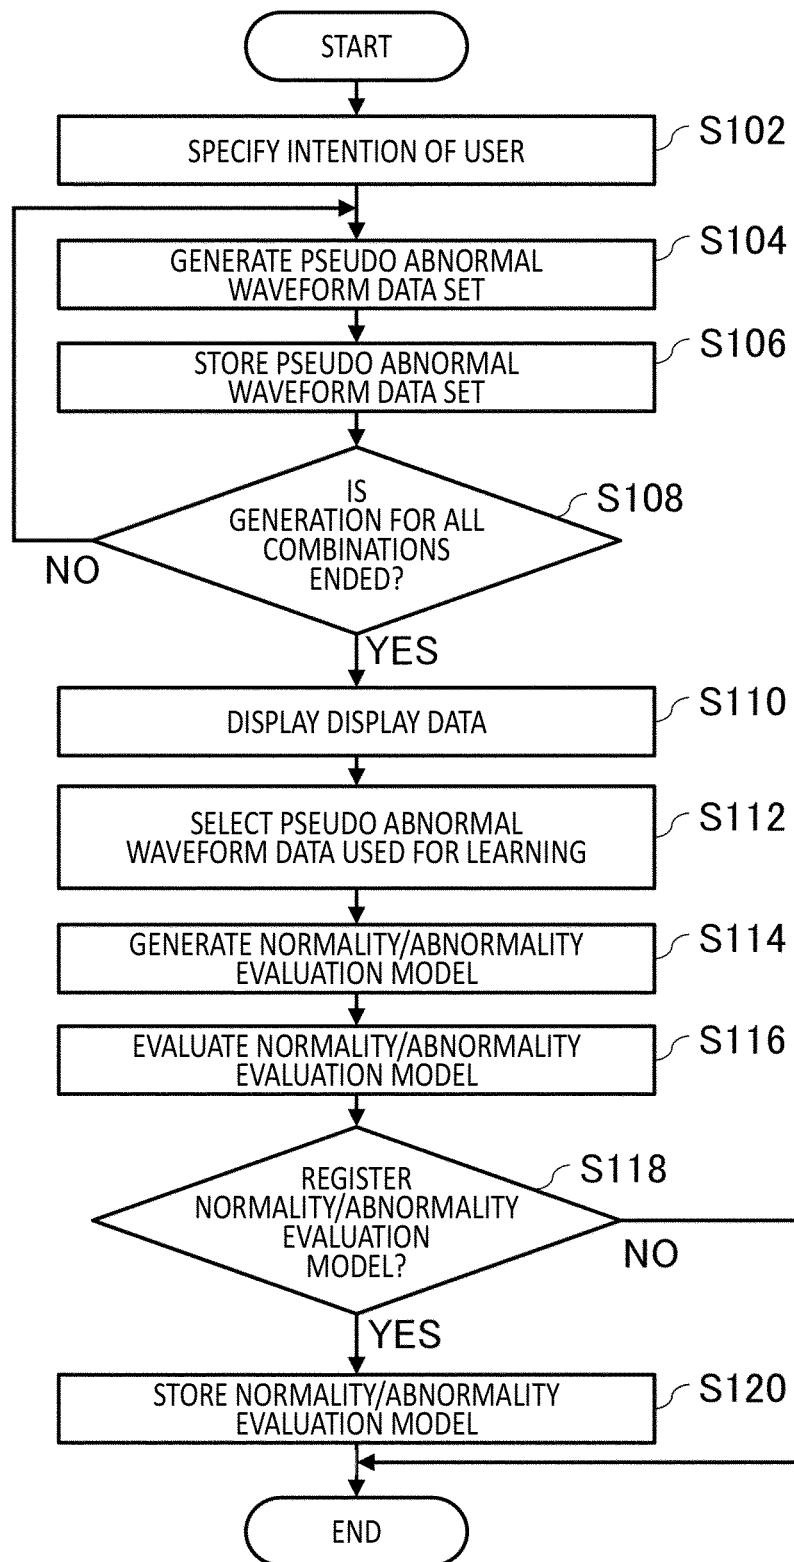 START
SPECIFY INTENTION OF USER
S102
GENERATE PSEUDO ABNORMAL
WAVEFORM DATA SET
S104
STORE PSEUDO ABNORMAL
WAVEFORM DATA SET
S106
IS
GENERATION FOR ALL
COMBINATIONS
ENDED?
S108
NO
YES
DISPLAY DISPLAY DATA
S110
SELECT PSEUDO ABNORMAL
WAVEFORM DATA USED FOR LEARNING
S112
GENERATE NORMALITY/ABNORMALITY
EVALUATION MODEL
S114
EVALUATE NORMALITY/ABNORMALITY
EVALUATION MODEL
S116
REGISTER
NORMALITY/ABNORMALITY
EVALUATION
MODEL?
S118
NO
YES
STORE NORMALITY/ABNORMALITY
EVALUATION MODEL
S120
END